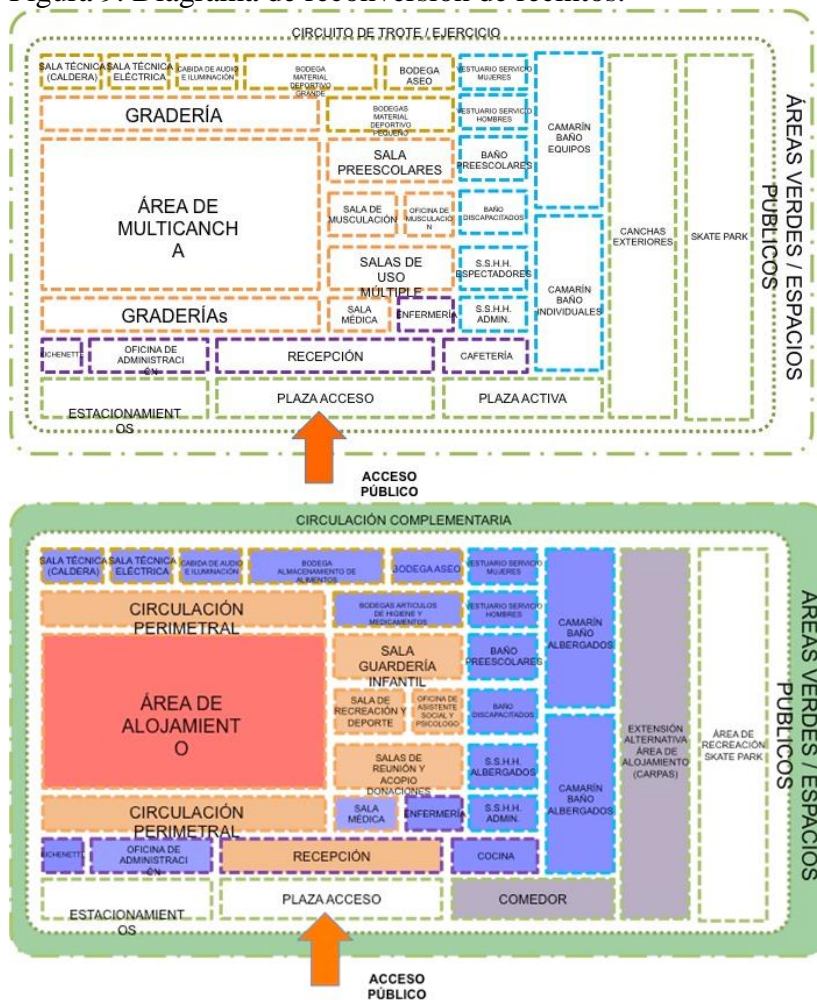 Figura 9. Diagrama de reconversión de recintos.
CIRCUITO DE TROTE / EJERCICIO
SALA TÉCNICA
(CALDERA)
SALA TÉCNICA
ELÉCTRICA
CABIDA DE AUDIO
E ILUMINACIÓN
BODEGA
MATERIAL
DEPORTIVO
GRANDE
BODEGA
ASEO
VESTUARIO SERVICIO
MUJERES
GRADERÍA
BODEGAS
MATERIAL
DEPORTIVO
PEQUEÑO
VESTUARIO SERVICIO
HOMBRES
CAMARÍN
BAÑO
EQUIPOS
SALA
PREESCOLARES
BAÑO
PREESCOLARES
ÁREA DE
MULTICANCH
A
SALA DE
MUSCULACIÓN
OFICINA DE
MUSCULACIÓ
N
BAÑO
DISCAPACITADOS
CANCHAS
EXTERIORES
SKATE PARK
SALAS DE
USO
MÚLTIPLE
S.S.H.H.
ESPECTADORES
CAMARÍN
BAÑO
INDIVIDUALES
GRADERÍAs
SALA
MÉDICA
ENFERMERÍA
S.S.H.H.
ADMIN.
KICHENETTE
OFICINA DE
ADMINISTRACI
ÓN
RECEPCIÓN
CAFETERÍA
ESTACIONAMIENT
OS
PLAZA ACCESO
PLAZA ACTIVA
ÁREAS VERDES / ESPACIOS
PUBLICOS
ACCESO
PÚBLICO
CIRCULACIÓN COMPLEMENTARIA
SALA TÉCNICA
(CALDERA)
SALA TÉCNICA
ELÉCTRICA
CABIDA DE AUDIO
E ILUMINACIÓN
BODEGA
ALMACENAMIENTO DE
ALIMENTOS
BODEGA ASEO
VESTUARIO SERVICIO
MUJERES
CIRCULACIÓN
PERIMETRAL
BODEGAS ARTICULOS
DE HIGIENE Y
MEDICAMENTOS
VESTUARIO SERVICIO
HOMBRES
CAMARÍN
BAÑO
ALBERGADOS
SALA
GUARDERÍA
INFANTIL
BAÑO
PREESCOLARES
ÁREA DE
ALOJAMIENT
O
SALA DE
RECREACIÓN Y
DEPORTE
OFICINA DE
ASISTENTE
SOCIAL Y
PSICOLOGO
BAÑO
DISCAPACITADOS
EXTENSIÓN
ALTERNATIVA
ÁREA DE
ALOJAMIENTO
(CARPAS)
ÁREA DE
RECREACIÓN
SKATE PARK
SALAS DE
REUNIÓN Y
ACOPIO
DONACIONES
S.S.H.H.
ALBERGADOS
CAMARÍN
BAÑO
ALBERGADOS
CIRCULACIÓN
PERIMETRAL
SALA
MÉDICA
ENFERMERÍA
S.S.H.H.
ADMIN.
KICHENETTE
OFICINA DE
ADMINISTRACI
ÓN
RECEPCIÓN
COCINA
ESTACIONAMIENT
OS
PLAZA ACCESO
COMEDOR
ÁREAS VERDES / ESPACIOS
PUBLICOS
ACCESO
PÚBLICO